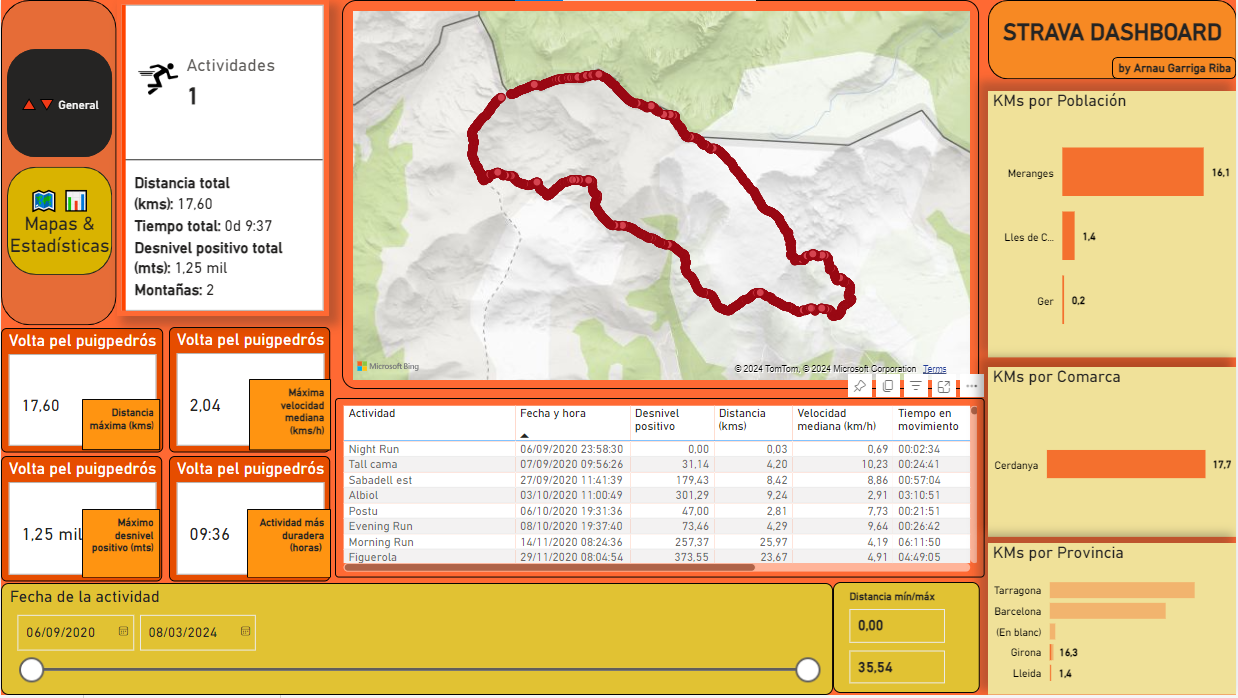 General
Mapas &
Estadísticas
Actividades
1
Distancia total
(kms): 17,60
Tiempo total: 0d 9:37
Desnivel positivo total
(mts): 1,25 mil
Montañas: 2
Microsoft Bing
© 2024 TomTom, © 2024 Microsoft Corporation Terms
STRAVA DASHBOARD
by Arnau Garriga Riba
KMs por Población
Meranges 16,1
Lles de C... 1,4
Ger 0,2
KMs por Comarca
Cerdanya 17,7
KMs por Provincia
Tarragona
Barcelona
(En blanc)
Girona 16,3
Lleida 1,4
Volta pel puigpedrós
17,60
Distancia
máxima (kms)
Volta pel puigpedrós
2,04
Máxima
velocidad
mediana
(kms/h)
Volta pel puigpedrós
1,25 mil
Máximo
desnivel
positivo (mts)
Volta pel puigpedrós
09:36
Actividad más
duradera
(horas)
Actividad Fecha y hora Desnivel positivo Distancia (kms) Velocidad mediana (km/h) Tiempo en movimiento
Night Run 06/09/2020 23:58:30 0,00 0,03 0,69 00:02:34
Tall cama 07/09/2020 09:56:26 31,14 4,20 10,23 00:24:41
Sabadell est 27/09/2020 11:41:39 179,43 8,42 8,86 00:57:04
Albiol 03/10/2020 11:00:49 301,29 9,24 2,91 03:10:51
Postu 06/10/2020 19:31:36 47,00 2,81 7,73 00:21:51
Evening Run 08/10/2020 19:37:40 73,46 4,29 9,64 00:26:42
Morning Run 14/11/2020 08:24:36 257,37 25,97 4,19 06:11:50
Figuerola 29/11/2020 08:04:54 373,55 23,67 4,91 04:49:05
Fecha de la actividad
06/09/2020 08/03/2024
Distancia mín/máx
0,00
35,54